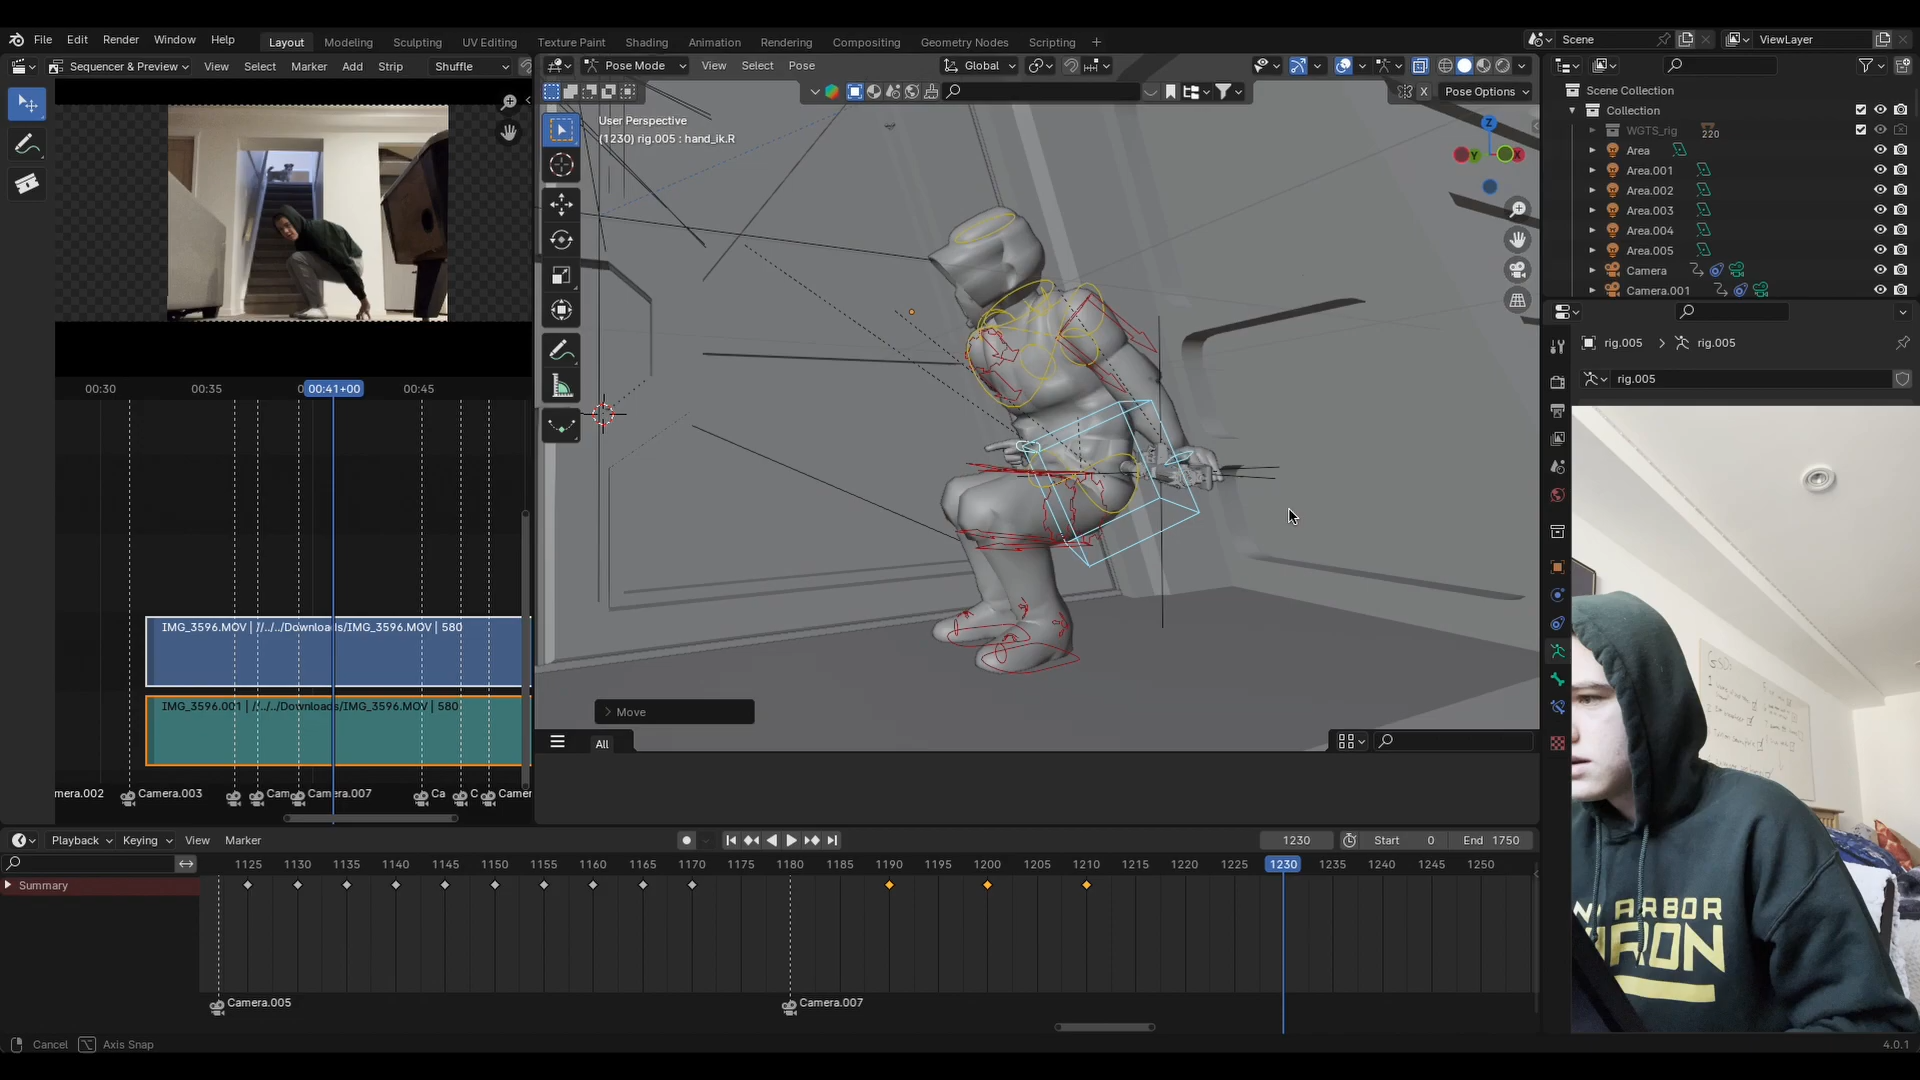 File Edit Render Window Help
Layout Modeling Sculpting UV Editing Texture Paint Shading Animation Rendering Compositing Geometry Nodes Scripting +
Scene
ViewLayer
Sequencer & Preview View Select Marker Add Strip Shuffle
Pose Mode View Select Pose
Global
X Pose Options
User Perspective
(1230) rig.005 : hand_ik.R
Z
Y
X
Scene Collection
Collection
WGTS_rig 220
Area
Area.001
Area.002
Area.003
Area.004
Area.005
Camera
Camera.001
rig.005 > rig.005
rig.005
00:30 00:35 00:41+00 00:45
IMG_3596.MOV | //../../Downloads/IMG_3596.MOV | 580
IMG_3596.001 | //../../Downloads/IMG_3596.MOV | 580
mera.002 Camera.003 Cam Camera.007 Ca C Camer
> Move
All
Playback Keying View Marker
1230 Start 0 End 1750
1125 1130 1135 1140 1145 1150 1155 1160 1165 1170 1175 1180 1185 1190 1195 1200 1205 1210 1215 1220 1225 1230 1235 1240 1245 1250
Summary
Camera.005 Camera.007
ARBOR
Cancel Axis Snap
4.0.1